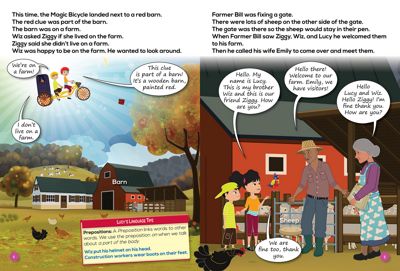 This time, the Magic Bicycle landed next to a red barn.
The red clue was part of the barn.
The barn was on a farm.
Wiz asked Ziggy if she lived on the farm.
Ziggy said she didn't live on a farm.
Wiz was happy to be on the farm. He wanted to look around.
We're on a farm!
This clue
is part of a barn!
It's a wooden barn
painted red.
I don't
live on a
farm.
Barn
LUCY'S LANGUAGE TIPS
Prepositions: A Preposition links words to other
words. We use the preposition on when we talk
about a part of the body.
Wiz put his helmet on his head.
Construction workers wear boots on their feet.
Farmer Bill was fixing a gate.
There were lots of sheep on the other side of the gate.
The gate was there so the sheep would stay in their pen.
When Farmer Bill saw Ziggy, Wiz, and Lucy he welcomed them
to his farm.
Then he called his wife Emily to come over and meet them.
Hello. My
name is Lucy.
This is my brother
Wiz and this is our
friend Ziggy. How
are you?
Hello there!
Welcome to our
farm. Emily, we
have visitors!
Hello
Lucy and Wiz.
Hello Ziggy! I'm
fine thank you.
How are you?
Sheep
We are
fine too, thank
you.